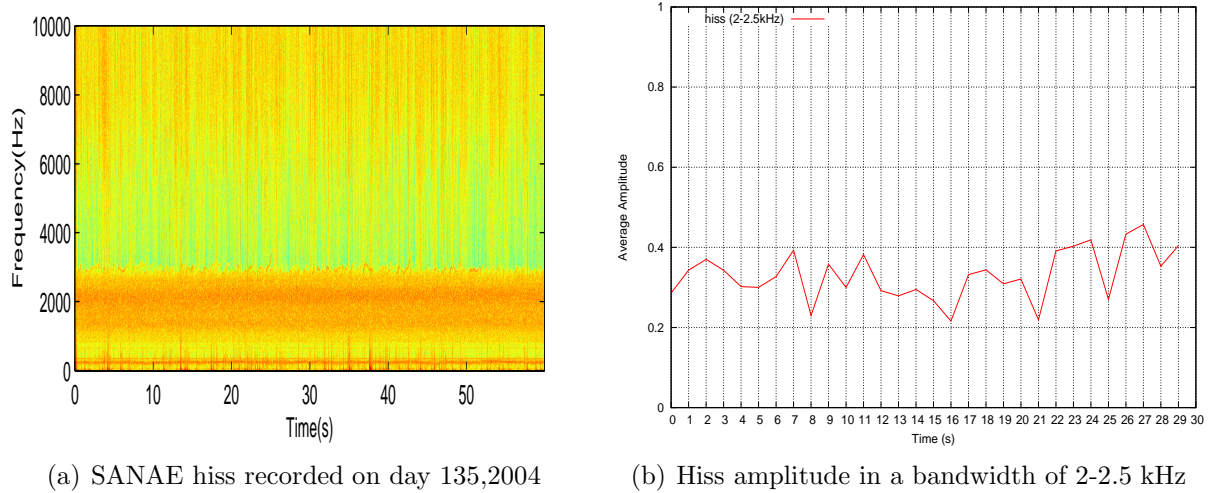 10000
8000
6000
4000
2000
0
Frequency(Hz)
0 10 20 30 40 50
Time(s)
(a) SANAE hiss recorded on day 135,2004
hiss (2-2.5kHz)
1
0.8
0.6
0.4
0.2
0
Average Amplitude
0 1 2 3 4 5 6 7 8 9 10 11 12 13 14 15 16 17 18 19 20 21 22 23 24 25 26 27 28 29 30
Time (s)
(b) Hiss amplitude in a bandwidth of 2-2.5 kHz